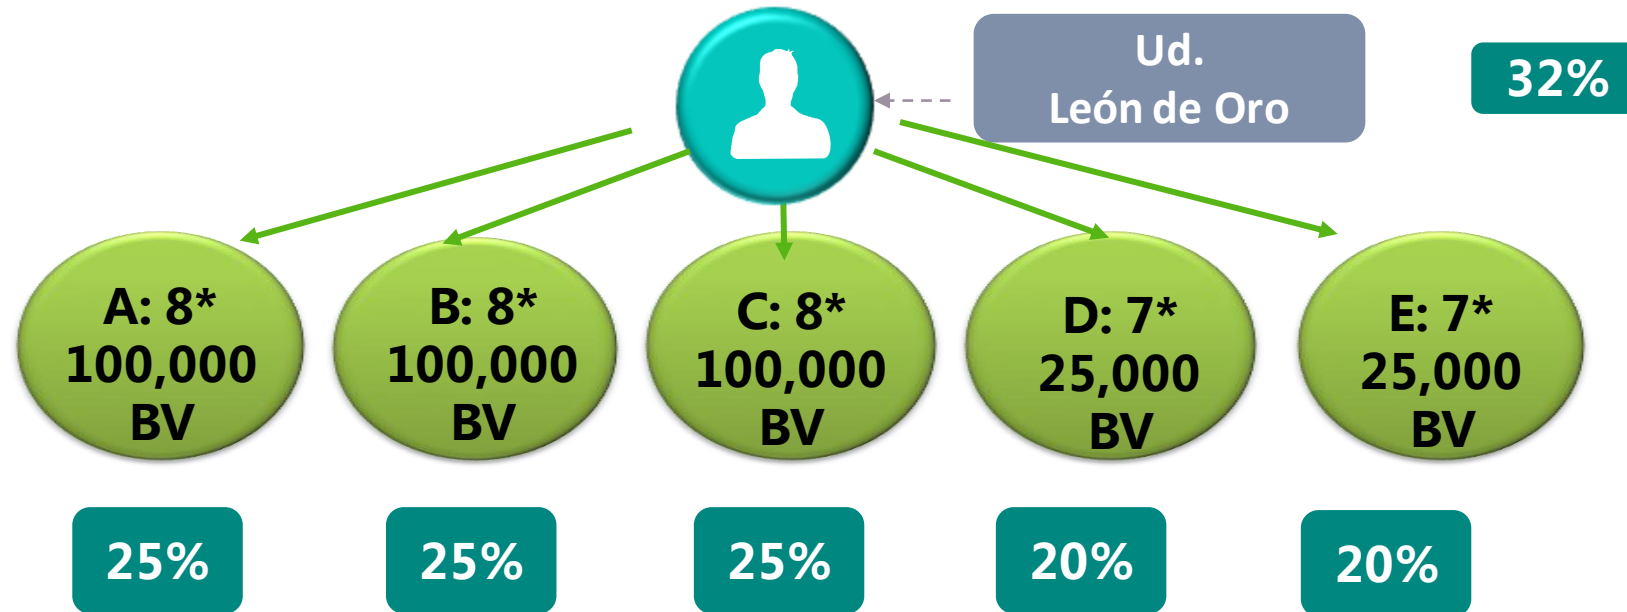 Ud.
León de Oro
32%
A: 8*
100,000
BV
B: 8*
100,000
BV
C: 8*
100,000
BV
D: 7*
25,000
BV
E: 7*
25,000
BV
25%
25%
25%
20%
20%